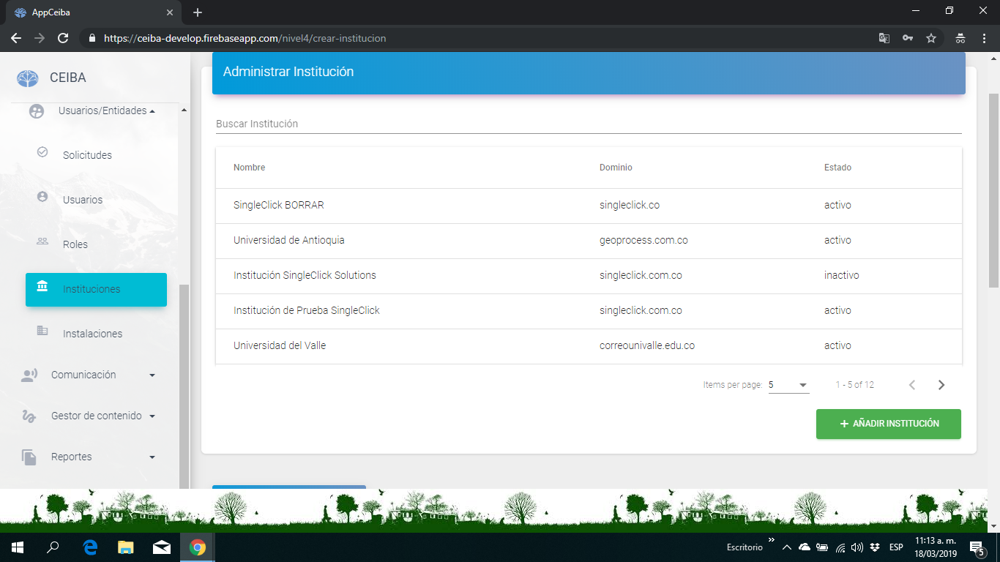 AppCeiba
https://ceiba-develop.firebaseapp.com/nivel4/crear-institucion
CEIBA
Usuarios/Entidades
Solicitudes
Usuarios
Roles
Instituciones
Instalaciones
Comunicación
Gestor de contenido
Reportes
Administrar Institución
Buscar Institución
Nombre Dominio Estado
SingleClick BORRAR singleclick.co activo
Universidad de Antioquia geoprocess.com.co activo
Institución SingleClick Solutions singleclick.com.co inactivo
Institución de Prueba SingleClick singleclick.com.co activo
Universidad del Valle correounivalle.edu.co activo
Items per page: 5 1 - 5 of 12
+ AÑADIR INSTITUCIÓN
Escritorio ESP 11:13 a. m.
18/03/2019
5